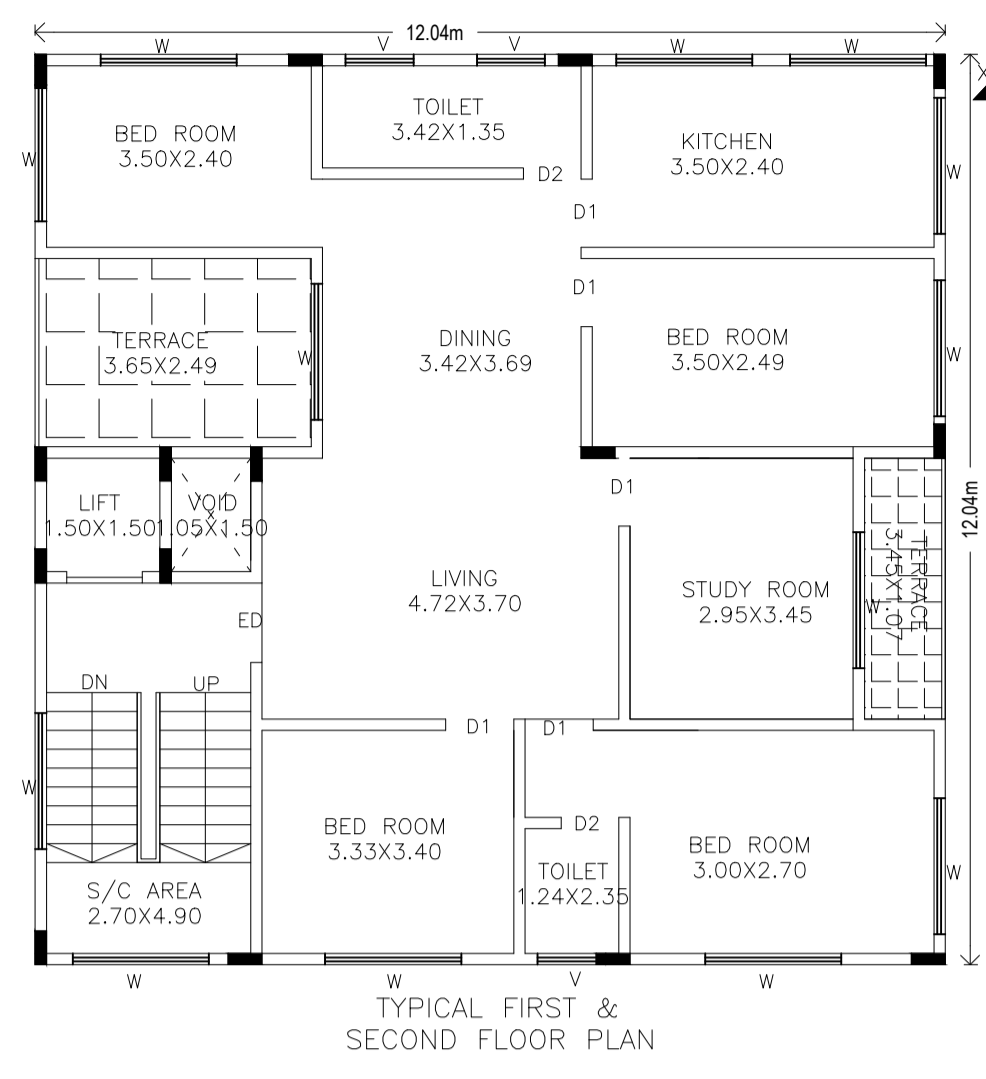 12.04m
W
V
V
W
W
X
BED ROOM
3.50X2.40
TOILET
3.42X1.35
KITCHEN
3.50X2.40
W
W
D2
D1
D1
TERRACE
3.65X2.49
W
DINING
3.42X3.69
BED ROOM
3.50X2.49
W
D1
LIFT
1.50X1.50
VOID
1.05X1.50
12.04m
LIVING
4.72X3.70
STUDY ROOM
2.95X3.45
W
TERRACE
3.45X1.07
ED
DN
UP
D1
D1
W
BED ROOM
3.33X3.40
D2
BED ROOM
3.00X2.70
W
TOILET
1.24X2.35
S/C AREA
2.70X4.90
W
W
V
W
TYPICAL FIRST &
SECOND FLOOR PLAN